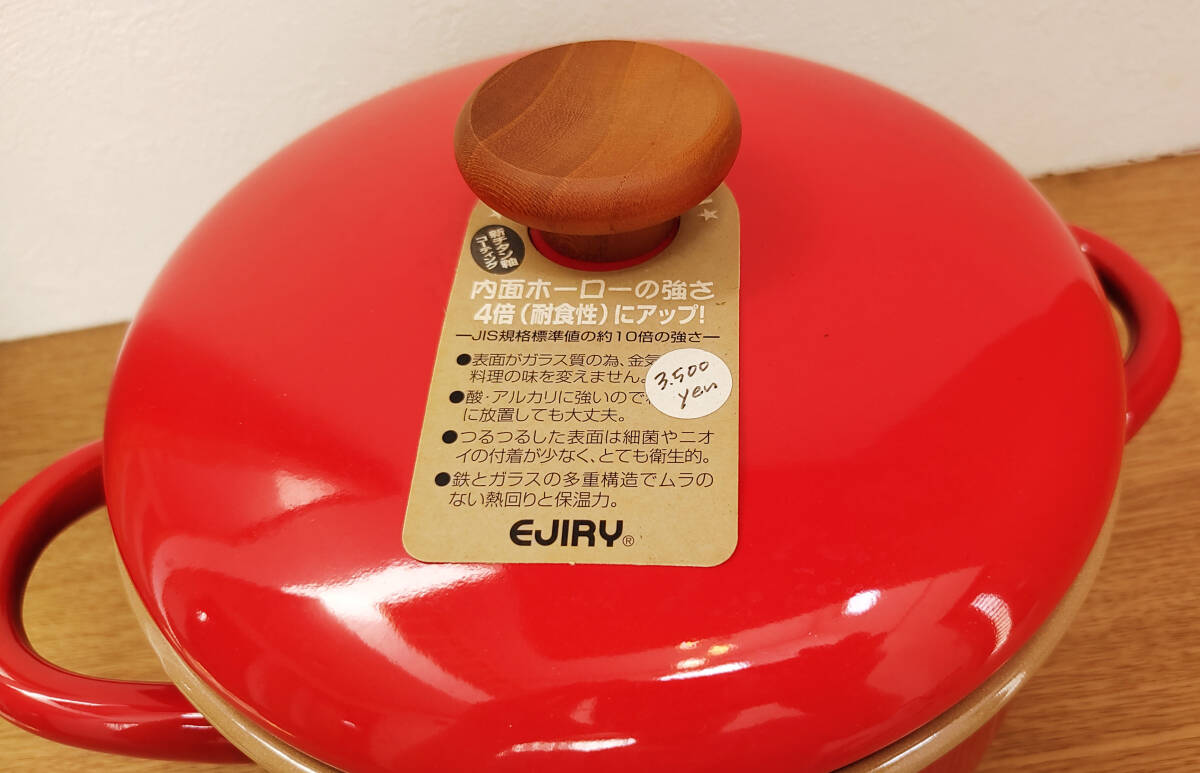 新チタン釉
コーティング
内面ホーローの強さ
4倍(耐食性)にアップ!
―JIS規格標準値の約10倍の強さ―
●表面がガラス質の為、金気
料理の味を変えません。
●酸・アルカリに強いので
に放置しても大丈夫。
●つるつるした表面は細菌やニオ
イの付着が少なく、とても衛生的。
●鉄とガラスの多重構造でムラの
ない熱回りと保温力。
EJIRY®
3.500
yen